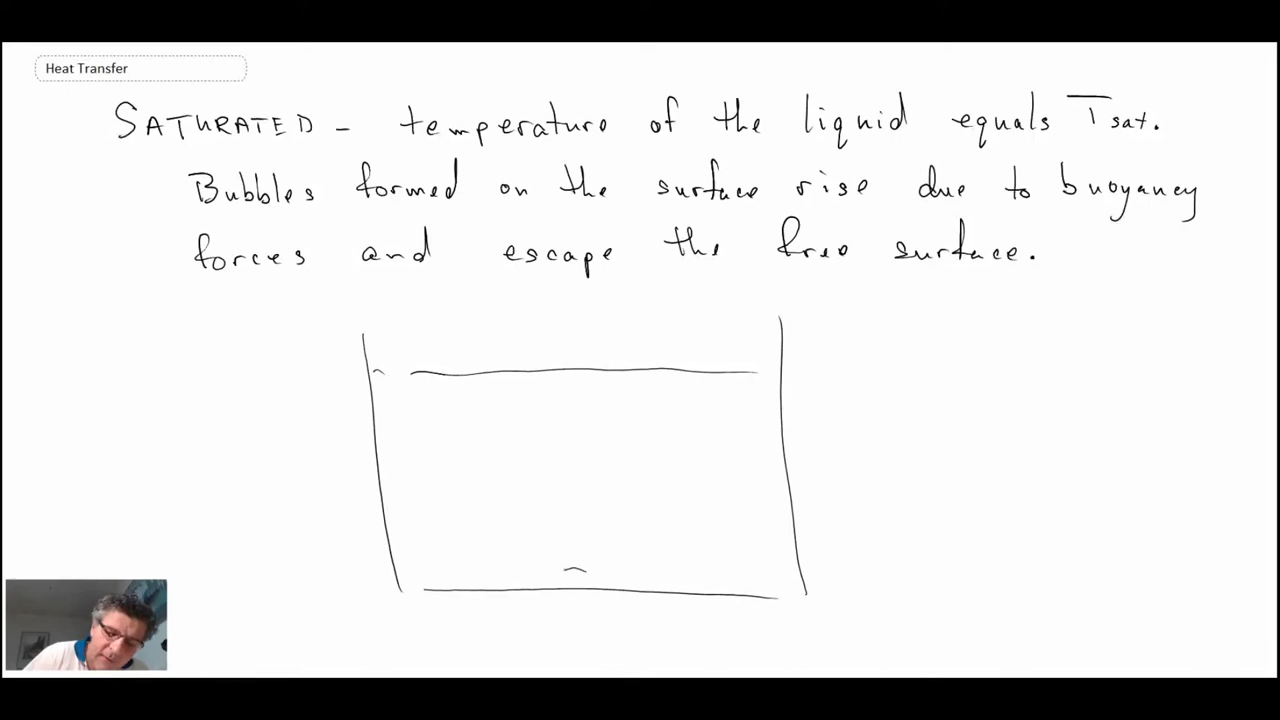 Heat Transfer
SATURATED - temperature of the liquid equals Tsat.
Bubbles formed on the surface rise due to buoyancy
forces and escape the free surface.